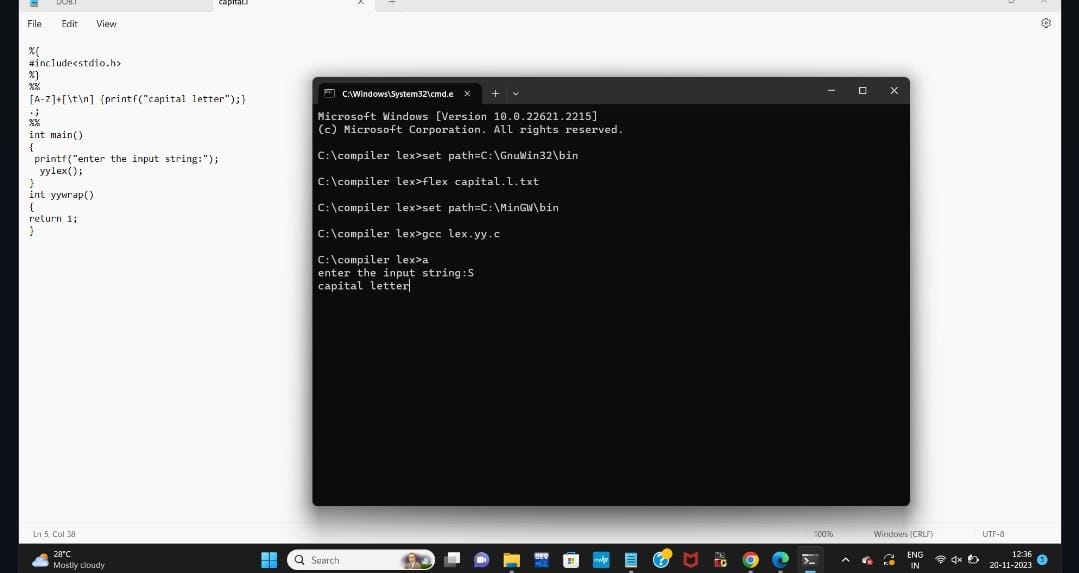 DOB.l
capital.l
File Edit View
%{
#include<stdio.h>
%}
%%
[A-Z]+[\t\n] {printf("capital letter");}
.;
%%
int main()
{
printf("enter the input string:");
yylex();
}
int yywrap()
{
return 1;
}
C:\Windows\System32\cmd.e
Microsoft Windows [Version 10.0.22621.2215]
(c) Microsoft Corporation. All rights reserved.
C:\compiler lex>set path=C:\GnuWin32\bin
C:\compiler lex>flex capital.l.txt
C:\compiler lex>set path=C:\MinGW\bin
C:\compiler lex>gcc lex.yy.c
C:\compiler lex>a
enter the input string:S
capital letter
Ln 5, Col 38
100%
Windows (CRLF)
UTF-8
28°C
Mostly cloudy
Search
DEV
ENG
IN
12:36
20-11-2023
5